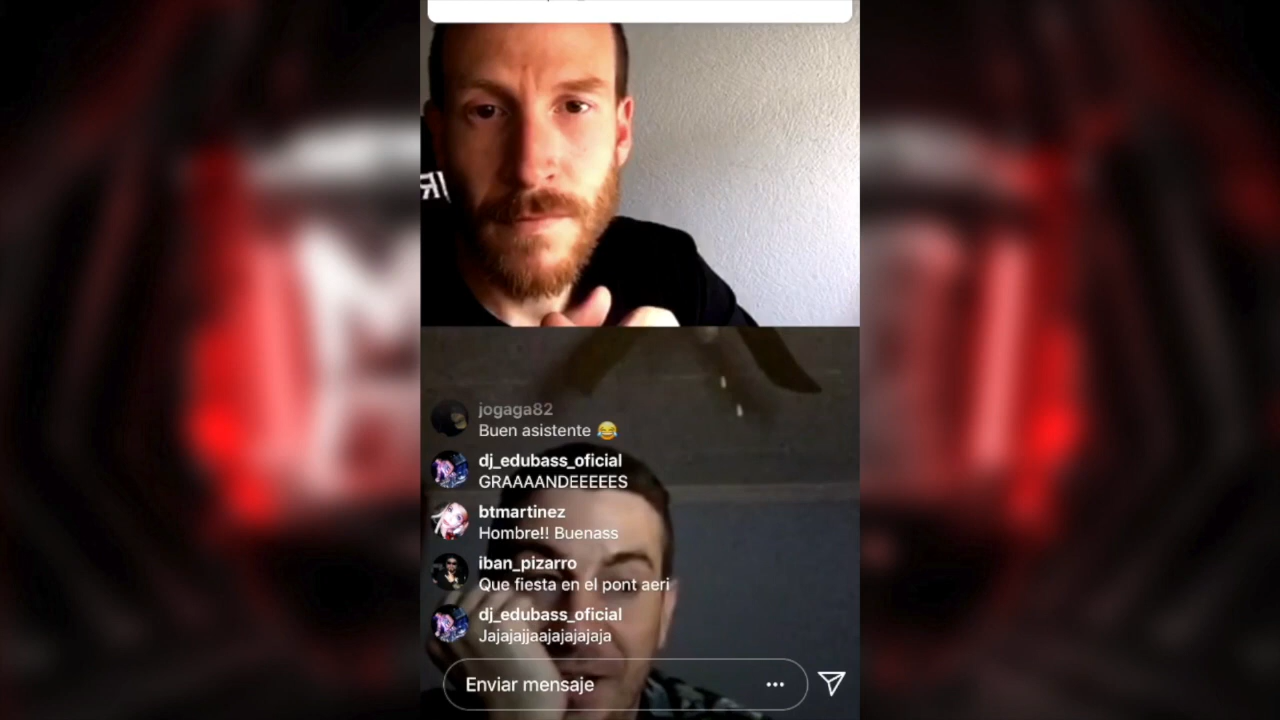 jogaga82
Buen asistente 😂
dj_edubass_oficial
GRAAAANDEEEEES
btmartinez
Hombre!! Buenass
iban_pizarro
Que fiesta en el pont aeri
dj_edubass_oficial
Jajajajjaajajajajaja
Enviar mensaje